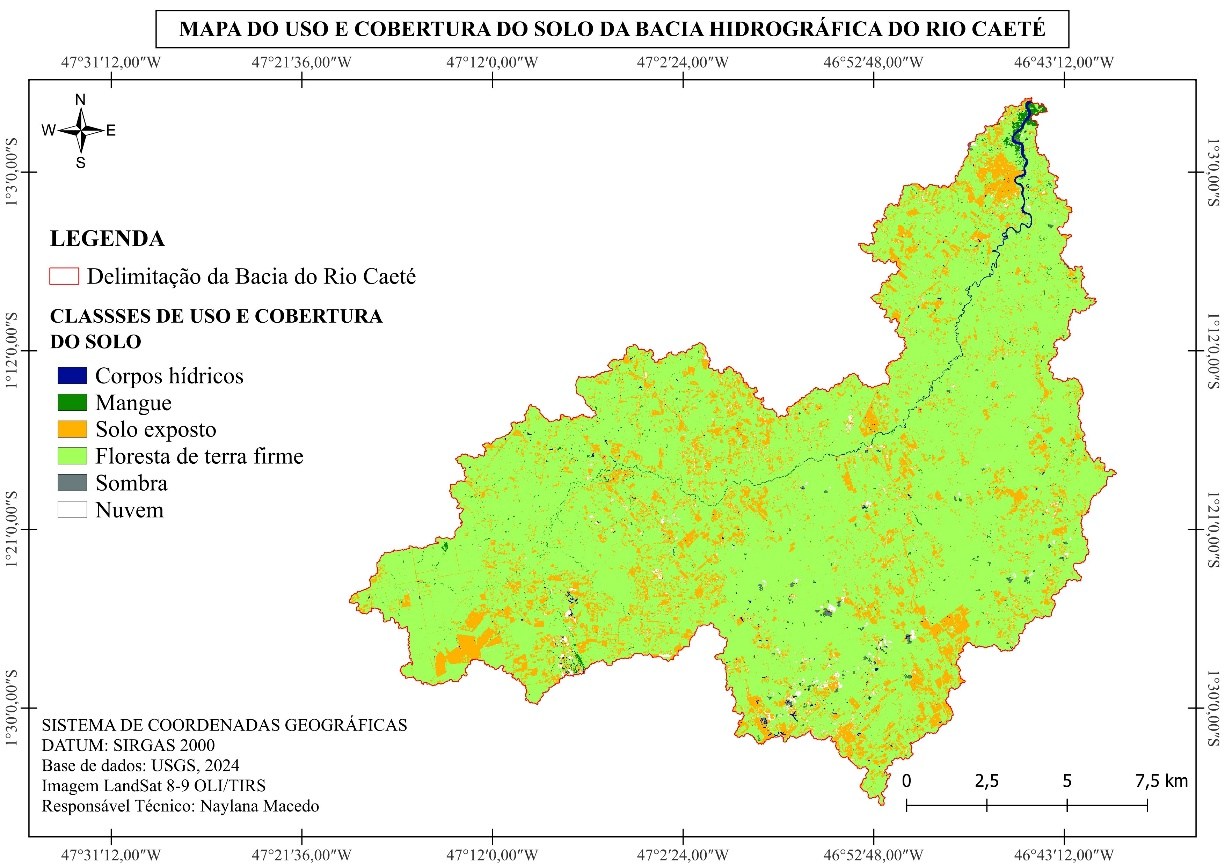 MAPA DO USO E COBERTURA DO SOLO DA BACIA HIDROGRÁFICA DO RIO CAETÉ
47°31′12,00″W 47°21′36,00″W 47°12′0,00″W 47°2′24,00″W 46°52′48,00″W 46°43′12,00″W
N
W E
S
1°3′0,00″S 1°3′0,00″S
LEGENDA
Delimitação da Bacia do Rio Caeté
CLASSSES DE USO E COBERTURA
DO SOLO
1°12′0,00″S 1°12′0,00″S
Corpos hídricos
Mangue
Solo exposto
Floresta de terra firme
Sombra
Nuvem
1°21′0,00″S 1°21′0,00″S
1°30′0,00″S 1°30′0,00″S
SISTEMA DE COORDENADAS GEOGRÁFICAS
DATUM: SIRGAS 2000
Base de dados: USGS, 2024
Imagem LandSat 8-9 OLI/TIRS
Responsável Técnico: Naylana Macedo
0 2,5 5 7,5 km
47°31′12,00″W 47°21′36,00″W 47°12′0,00″W 47°2′24,00″W 46°52′48,00″W 46°43′12,00″W